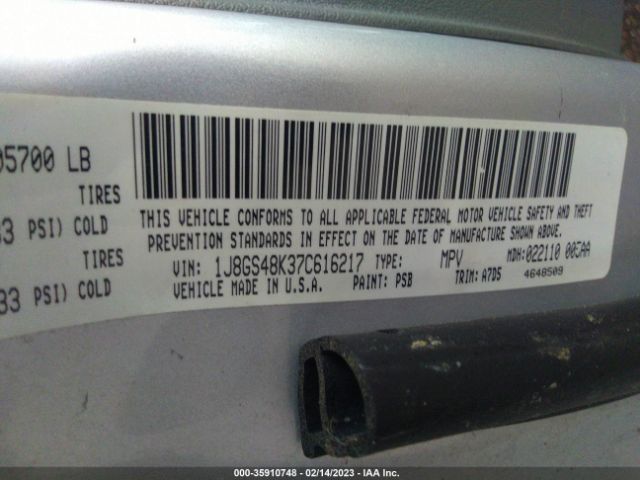 05700 LB
TIRES
33 PSI) COLD
TIRES
33 PSI) COLD
THIS VEHICLE CONFORMS TO ALL APPLICABLE FEDERAL MOTOR VEHICLE SAFETY AND THEFT
PREVENTION STANDARDS IN EFFECT ON THE DATE OF MANUFACTURE SHOWN ABOVE.
VIN: 1J8GS48K37C616217 TYPE: MPV MDH: 022110 005AA
VEHICLE MADE IN U.S.A. PAINT: PSB TRIM: A7D5 4648509
000-35910748 - 02/14/2023 - IAA Inc.